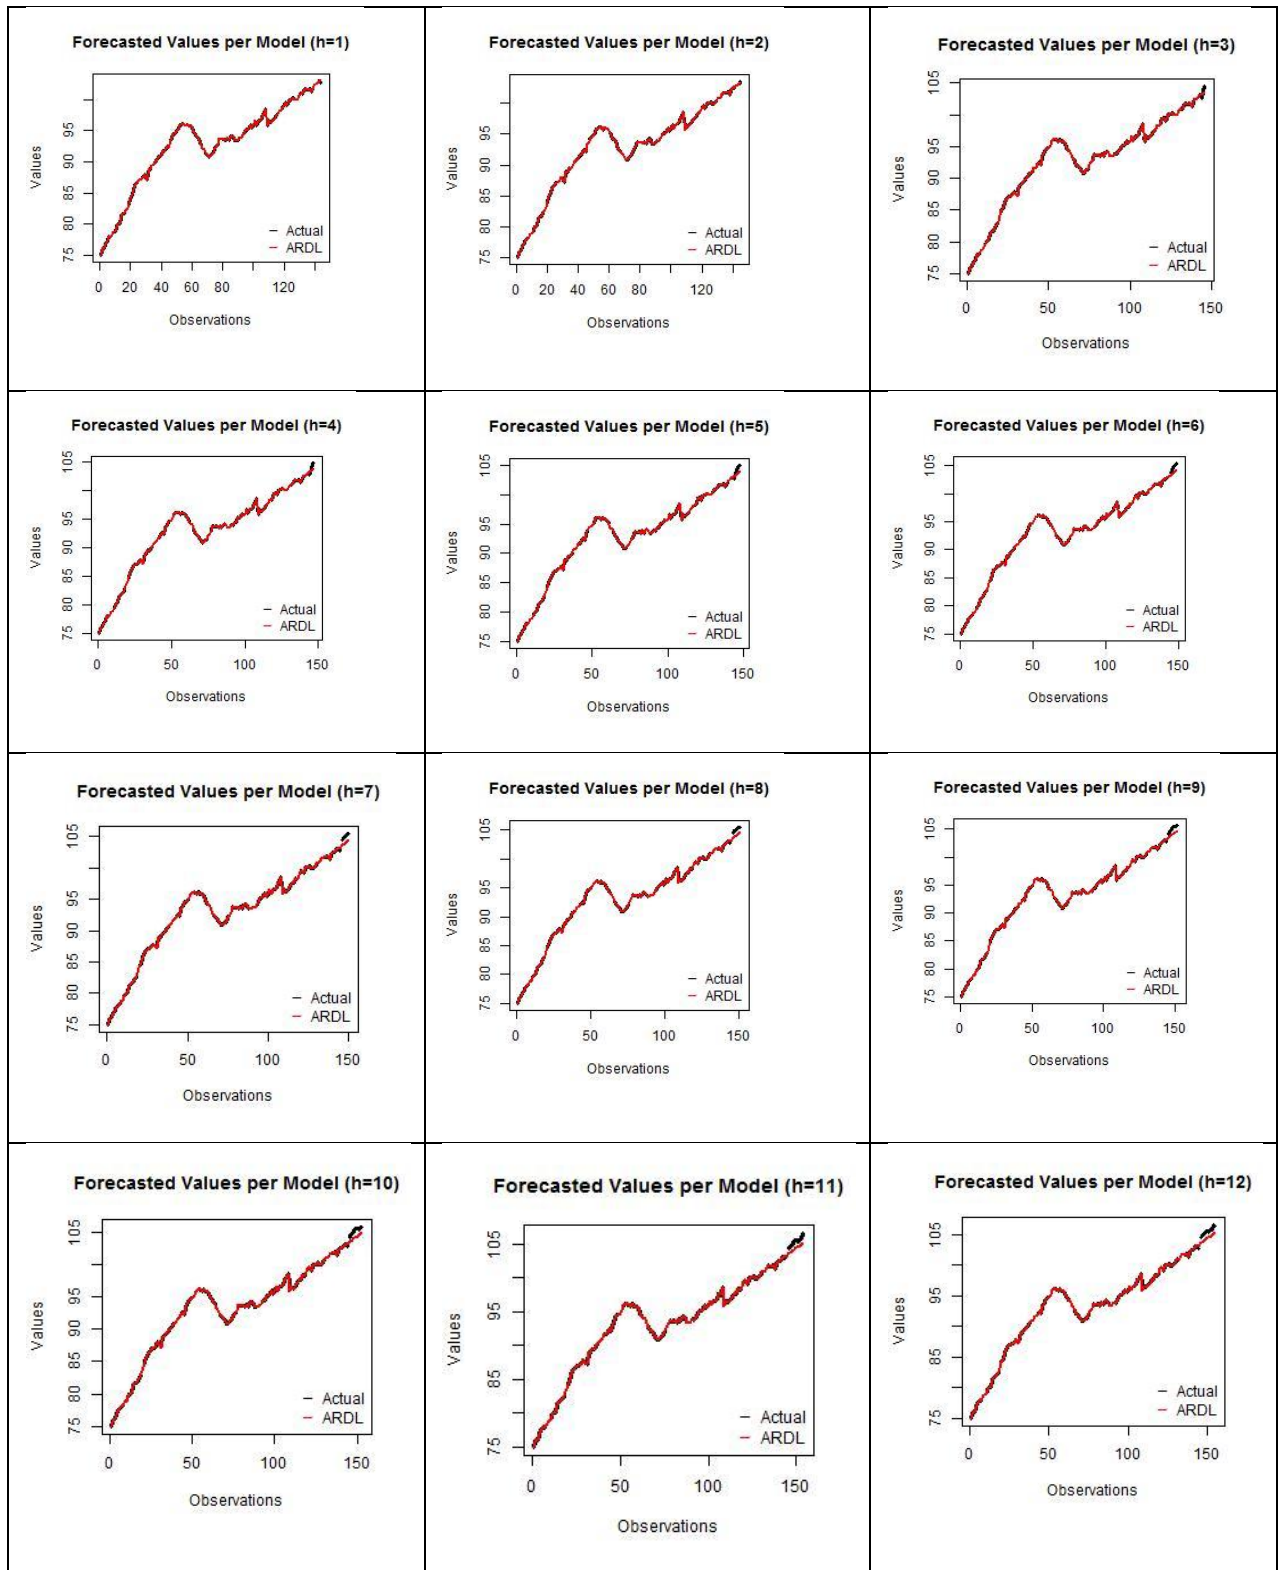 Forecasted Values per Model (h=1)
Values
95
90
85
80
75
Actual
ARDL
0 20 40 60 80 120
Observations
Forecasted Values per Model (h=2)
Values
95
90
85
80
75
Actual
ARDL
0 20 40 60 80 120
Observations
Forecasted Values per Model (h=3)
Values
105
95
90
85
80
75
Actual
ARDL
0 50 100 150
Observations
Forecasted Values per Model (h=4)
Values
105
95
90
85
80
75
Actual
ARDL
0 50 100 150
Observations
Forecasted Values per Model (h=5)
Values
105
95
90
85
80
75
Actual
ARDL
0 50 100 150
Observations
Forecasted Values per Model (h=6)
Values
105
95
90
85
80
75
Actual
ARDL
0 50 100 150
Observations
Forecasted Values per Model (h=7)
Values
105
95
90
85
80
75
Actual
ARDL
0 50 100 150
Observations
Forecasted Values per Model (h=8)
Values
105
95
90
85
80
75
Actual
ARDL
0 50 100 150
Observations
Forecasted Values per Model (h=9)
Values
105
95
90
85
80
75
Actual
ARDL
0 50 100 150
Observations
Forecasted Values per Model (h=10)
Values
105
95
90
85
80
75
Actual
ARDL
0 50 100 150
Observations
Forecasted Values per Model (h=11)
Values
105
95
85
75
Actual
ARDL
0 50 100 150
Observations
Forecasted Values per Model (h=12)
Values
105
95
85
75
Actual
ARDL
0 50 100 150
Observations